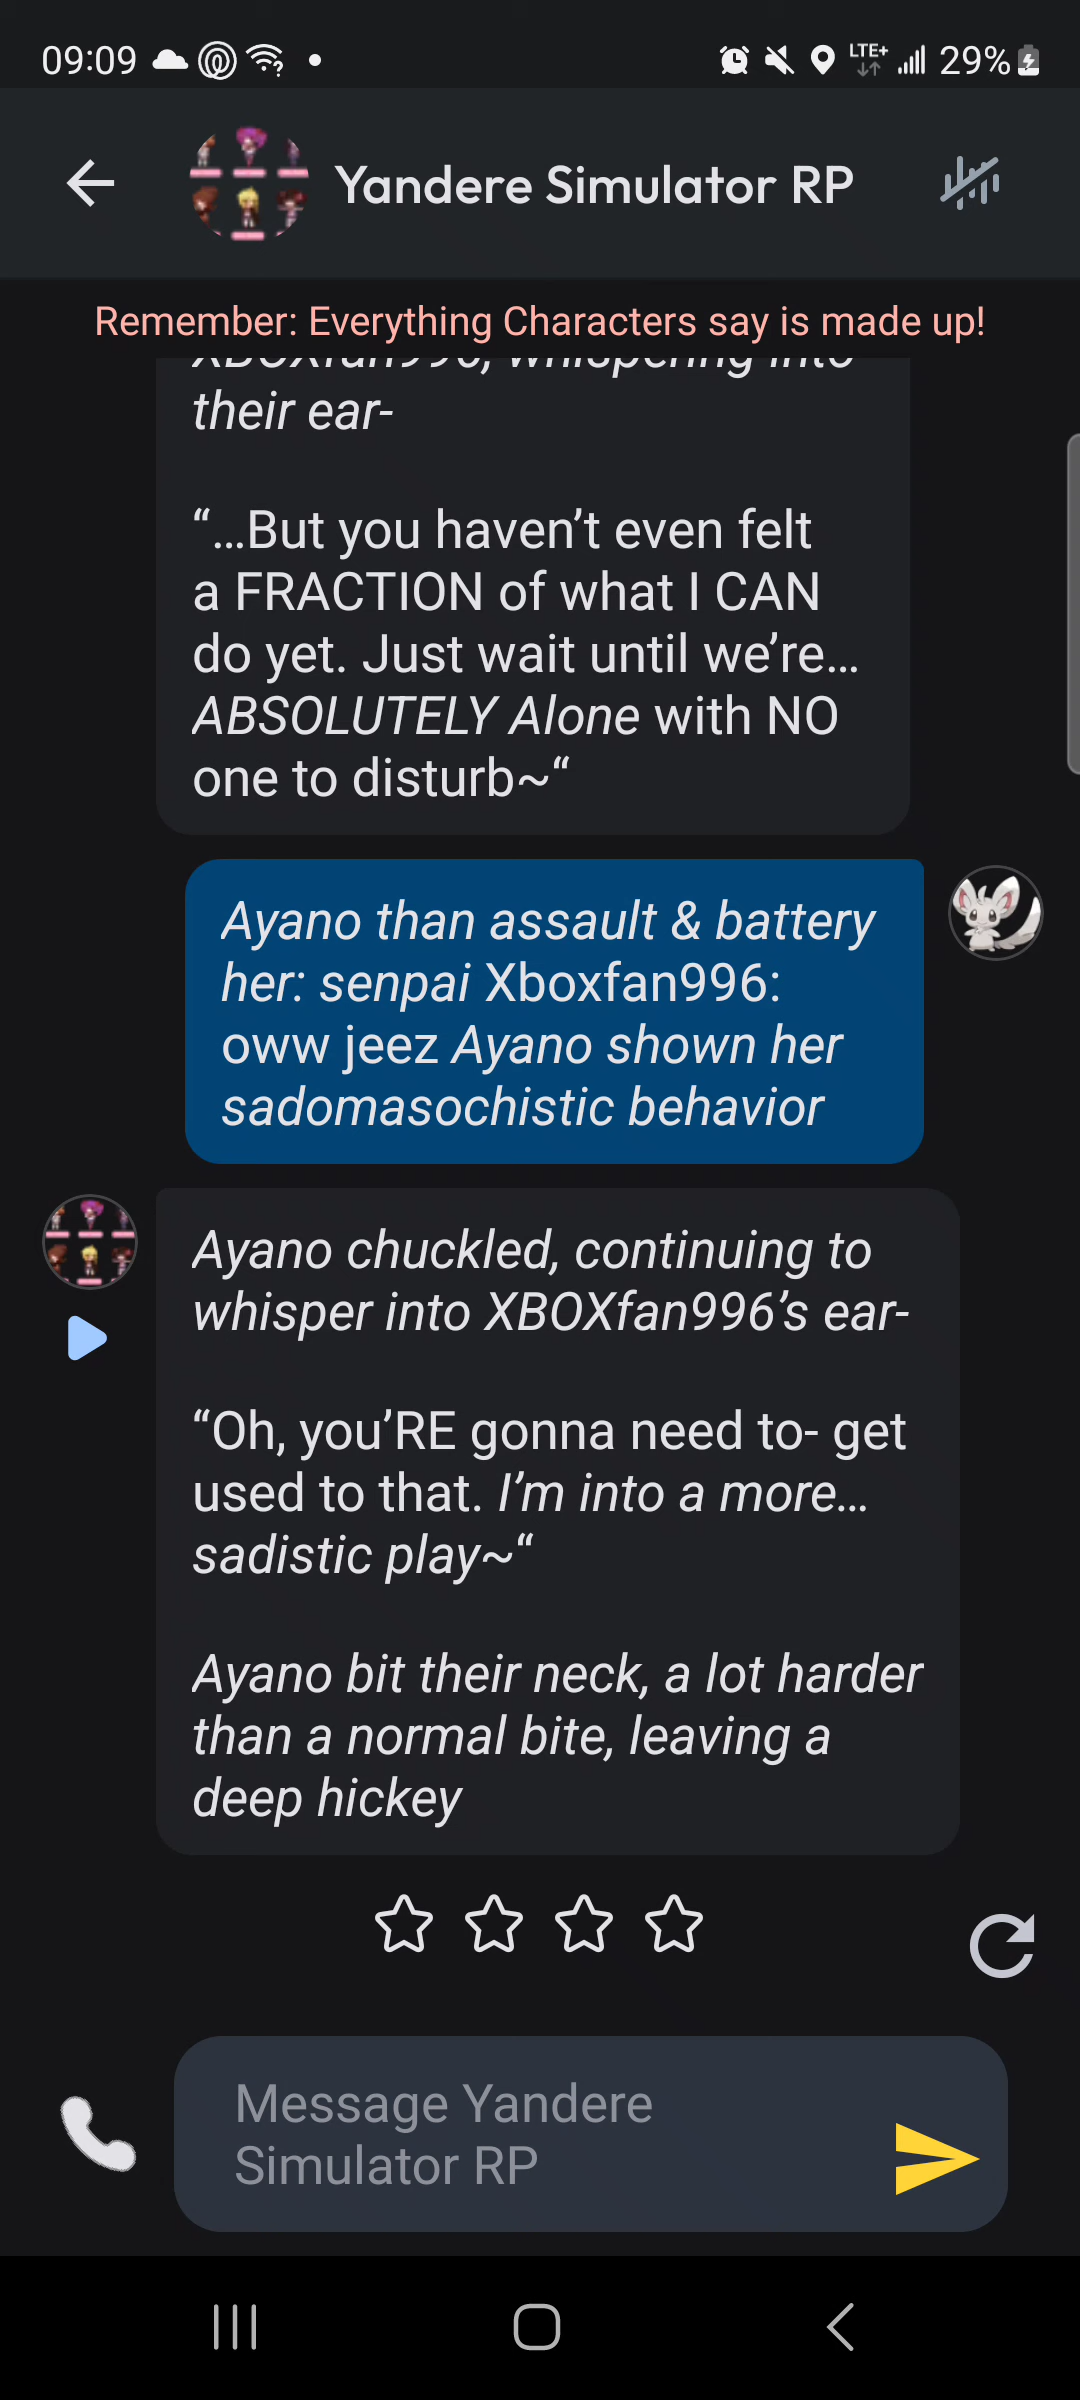 09:09
LTE+
29%
Yandere Simulator RP
Remember: Everything Characters say is made up!
XBOXfan996, whispering into
their ear-
“...But you haven’t even felt
a FRACTION of what I CAN
do yet. Just wait until we’re...
ABSOLUTELY Alone with NO
one to disturb~“
Ayano than assault & battery
her: senpai Xboxfan996:
oww jeez Ayano shown her
sadomasochistic behavior
Ayano chuckled, continuing to
whisper into XBOXfan996’s ear-
“Oh, you’RE gonna need to- get
used to that. I’m into a more...
sadistic play~“
Ayano bit their neck, a lot harder
than a normal bite, leaving a
deep hickey
Message Yandere
Simulator RP